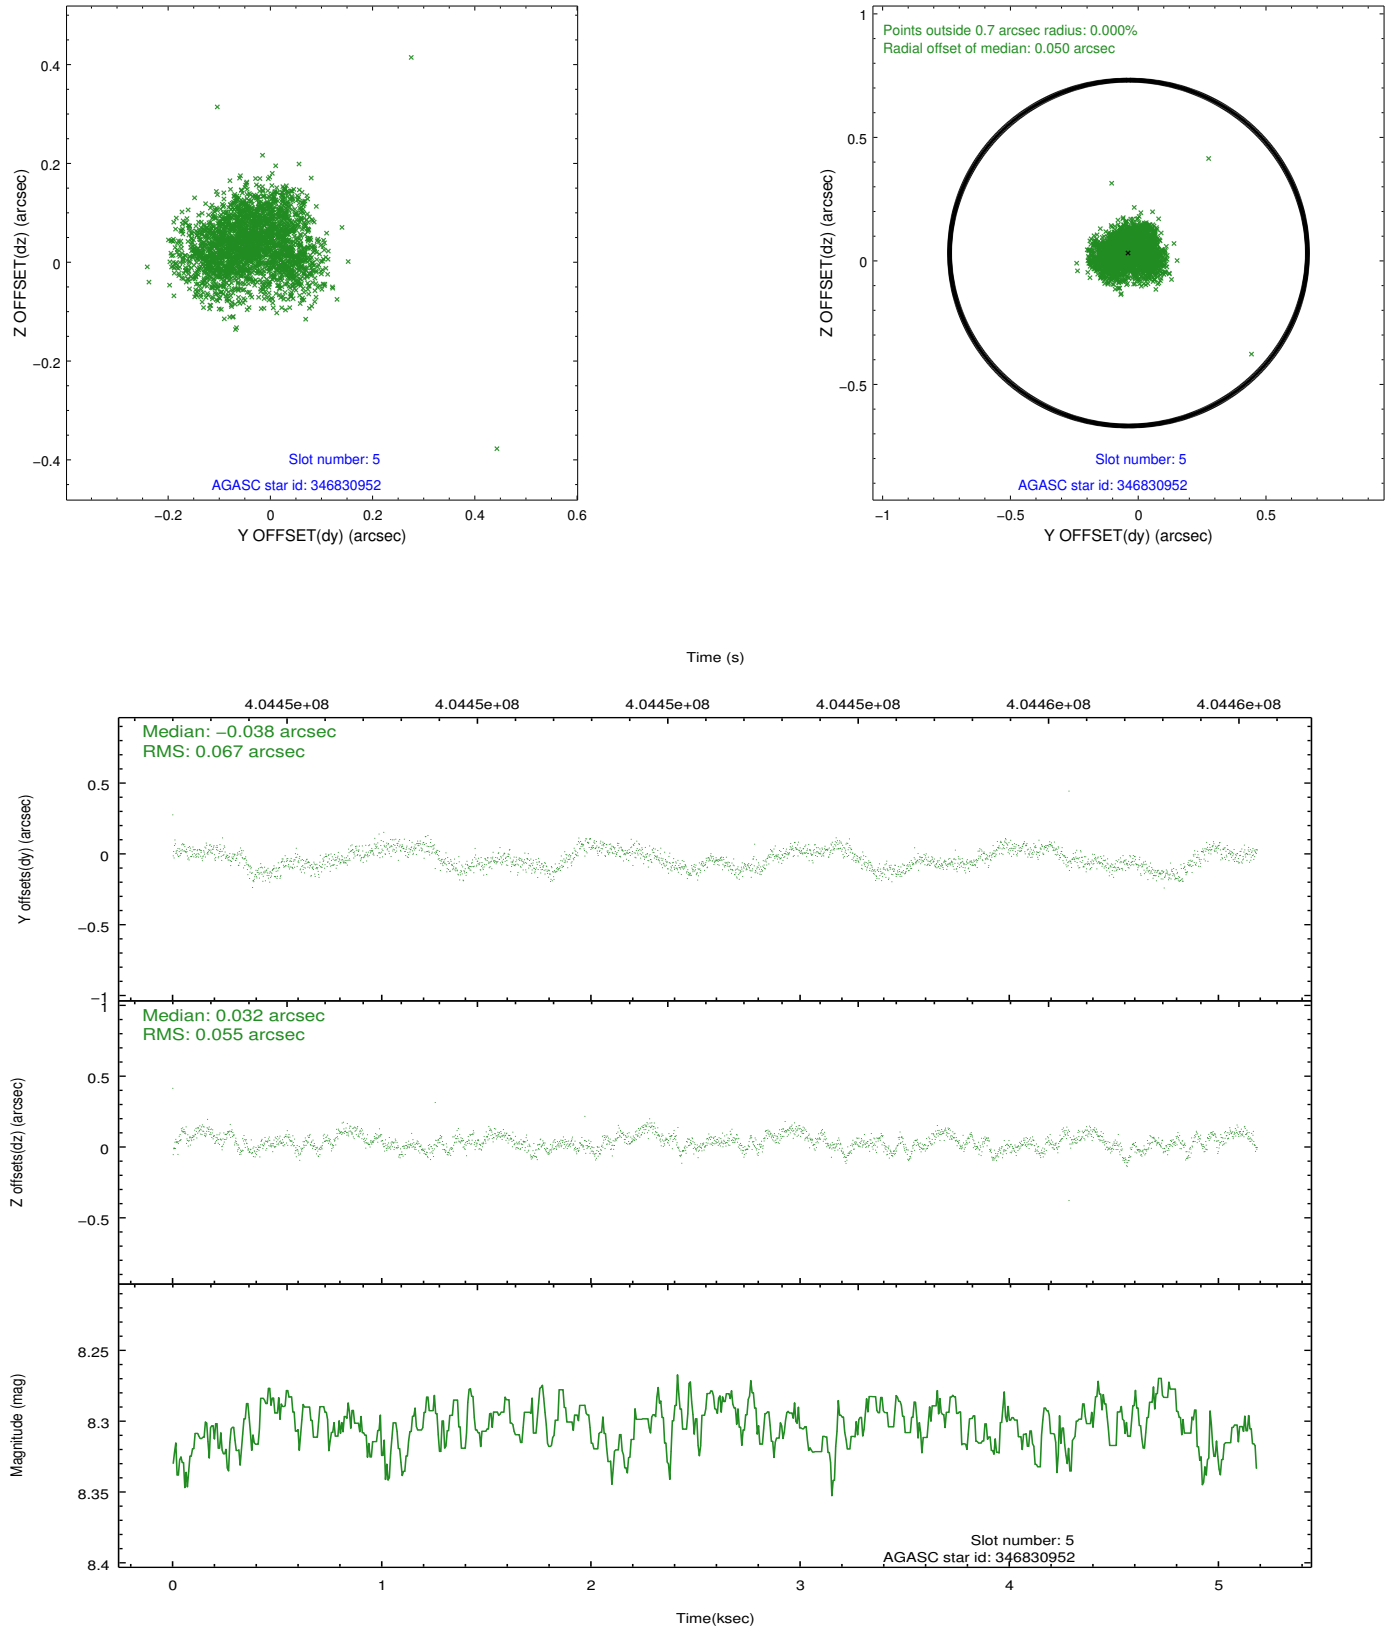 0.4
0.2
0
−0.2
−0.4
Z OFFSET(dz) (arcsec)
Slot number: 5
AGASC star id: 346830952
−0.2 0 0.2 0.4 0.6
Y OFFSET(dy) (arcsec)
1
0.5
0
−0.5
Z OFFSET(dz) (arcsec)
Points outside 0.7 arcsec radius: 0.000%
Radial offset of median: 0.050 arcsec
Slot number: 5
AGASC star id: 346830952
−1 −0.5 0 0.5
Y OFFSET(dy) (arcsec)
Time (s)
4.0445e+08 4.0445e+08 4.0445e+08 4.0445e+08 4.0446e+08 4.0446e+08
Median: −0.038 arcsec
RMS: 0.067 arcsec
0.5
0
−0.5
−1
Y offsets(dy) (arcsec)
1
Median: 0.032 arcsec
RMS: 0.055 arcsec
0.5
0
−0.5
Z offsets(dz) (arcsec)
8.25
8.3
8.35
8.4
Magnitude (mag)
Slot number: 5
AGASC star id: 346830952
0 1 2 3 4 5
Time(ksec)